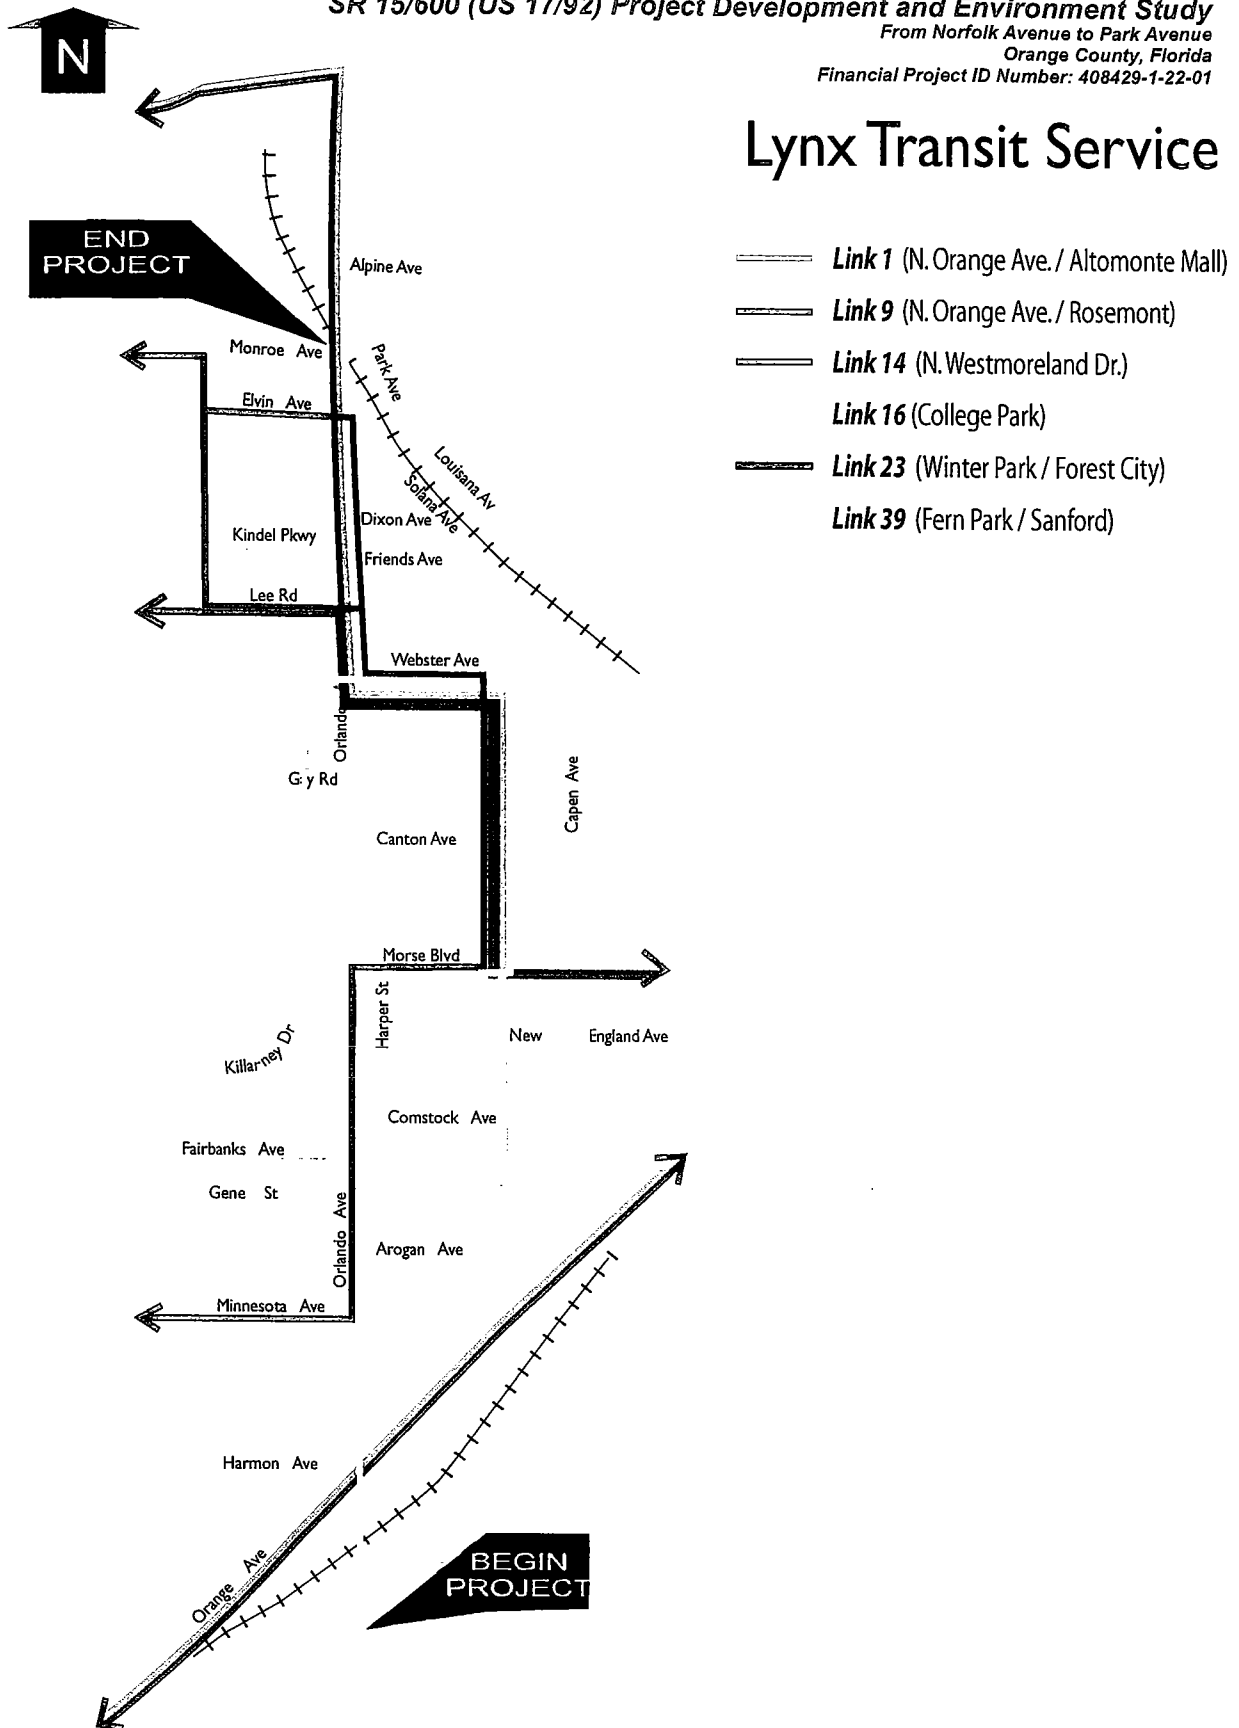 SR 15/600 (US 17/92) Project Development and Environment Study
From Norfolk Avenue to Park Avenue
Orange County, Florida
Financial Project ID Number: 408429-1-22-01
N
Lynx Transit Service
Link 1 (N. Orange Ave. / Altomonte Mall)
Link 9 (N. Orange Ave. / Rosemont)
Link 14 (N. Westmoreland Dr.)
Link 16 (College Park)
Link 23 (Winter Park / Forest City)
Link 39 (Fern Park / Sanford)
END
PROJECT
Alpine Ave
Monroe Ave
Park Ave
Elvin Ave
Louisana Av
Solana Ave
Dixon Ave
Kindel Pkwy
Friends Ave
Lee Rd
Webster Ave
Orlando
G y Rd
Capen Ave
Canton Ave
Morse Blvd
Harper St
New England Ave
Killarney Dr
Comstock Ave
Fairbanks Ave
Gene St
Orlando Ave
Arogan Ave
Minnesota Ave
Harmon Ave
Orange Ave
BEGIN
PROJECT